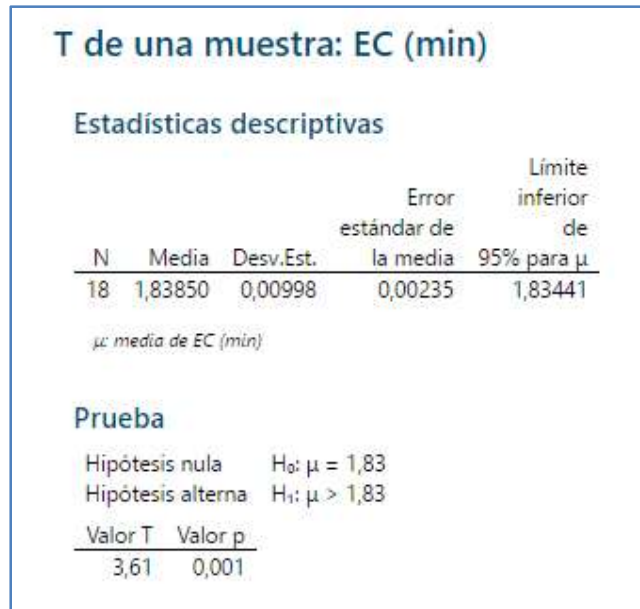 T de una muestra: EC (min)
Estadísticas descriptivas
Límite
Error inferior
estándar de de
N Media Desv.Est. la media 95% para μ
18 1,83850 0,00998 0,00235 1,83441
μ: media de EC (min)
Prueba
Hipótesis nula H₀: μ = 1,83
Hipótesis alterna H₁: μ > 1,83
Valor T Valor p
3,61 0,001